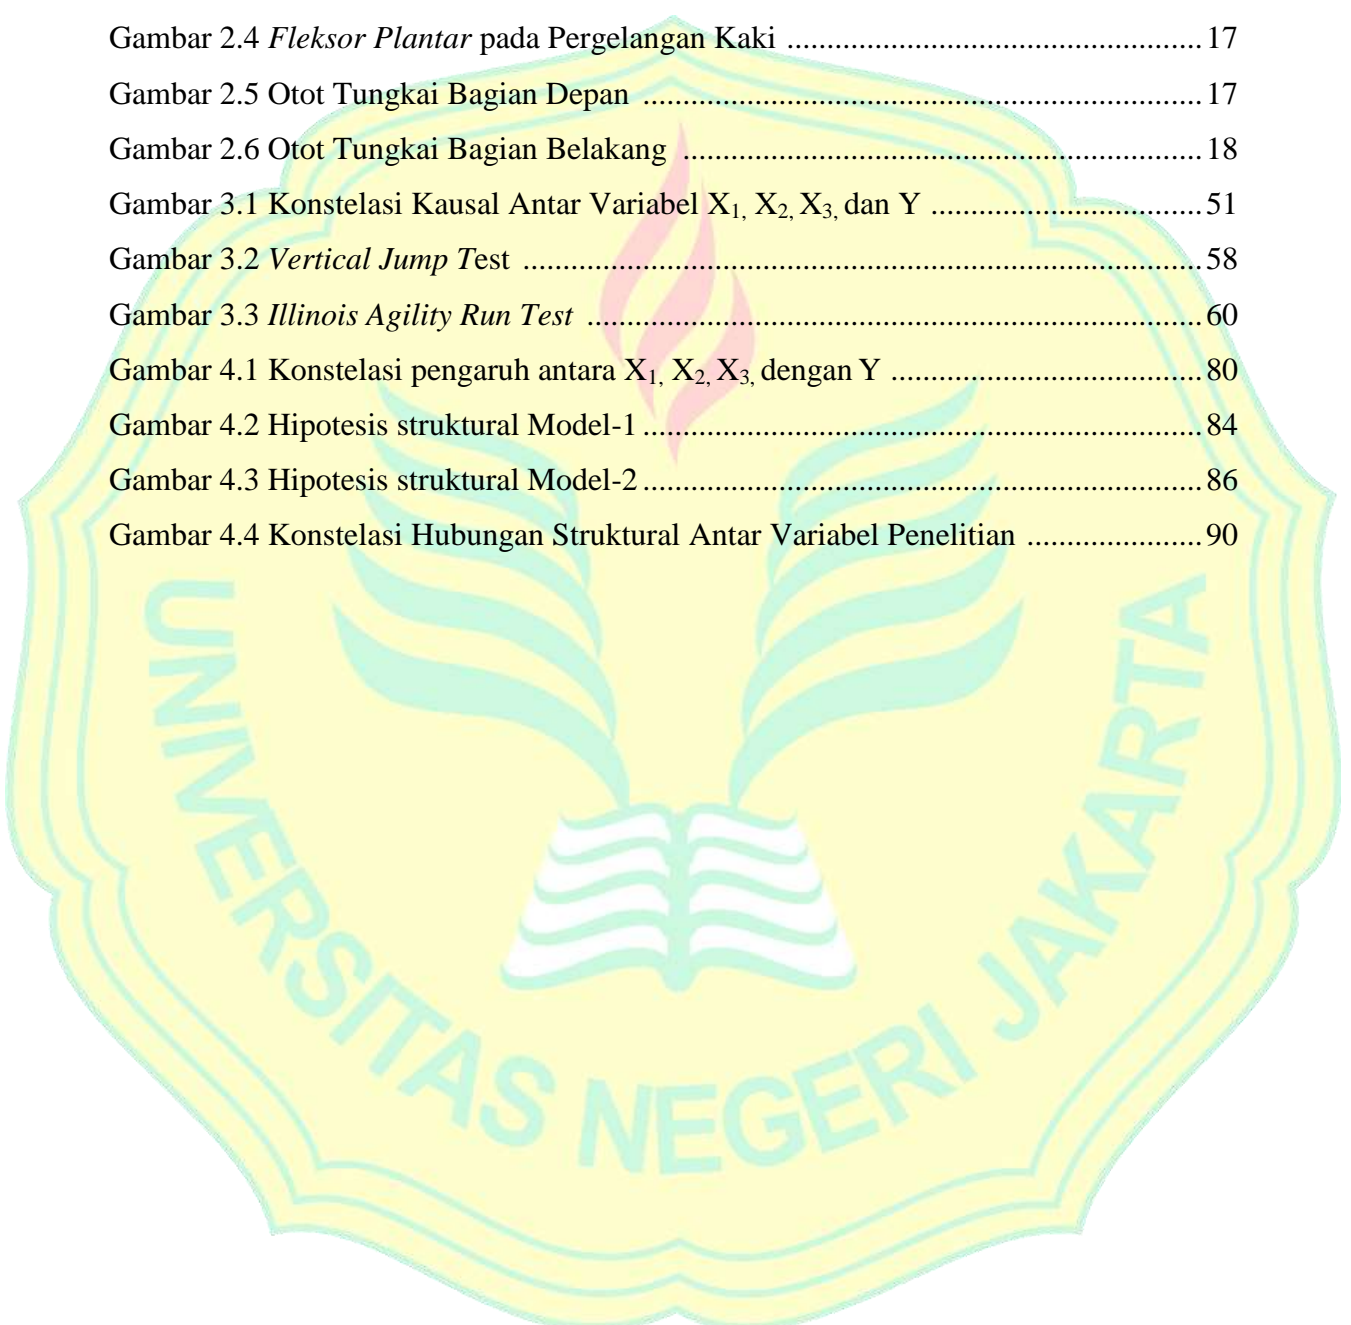 Gambar 2.4 Fleksor Plantar pada Pergelangan Kaki ..................................................... 17
Gambar 2.5 Otot Tungkai Bagian Depan ....................................................................... 17
Gambar 2.6 Otot Tungkai Bagian Belakang .................................................................. 18
Gambar 3.1 Konstelasi Kausal Antar Variabel X₁, X₂, X₃, dan Y .................................. 51
Gambar 3.2 Vertical Jump Test ...................................................................................... 58
Gambar 3.3 Illinois Agility Run Test .............................................................................. 60
Gambar 4.1 Konstelasi pengaruh antara X₁, X₂, X₃, dengan Y ....................................... 80
Gambar 4.2 Hipotesis struktural Model-1 ....................................................................... 84
Gambar 4.3 Hipotesis struktural Model-2 ....................................................................... 86
Gambar 4.4 Konstelasi Hubungan Struktural Antar Variabel Penelitian ...................... 90
UNIVERSITAS NEGERI JAKARTA